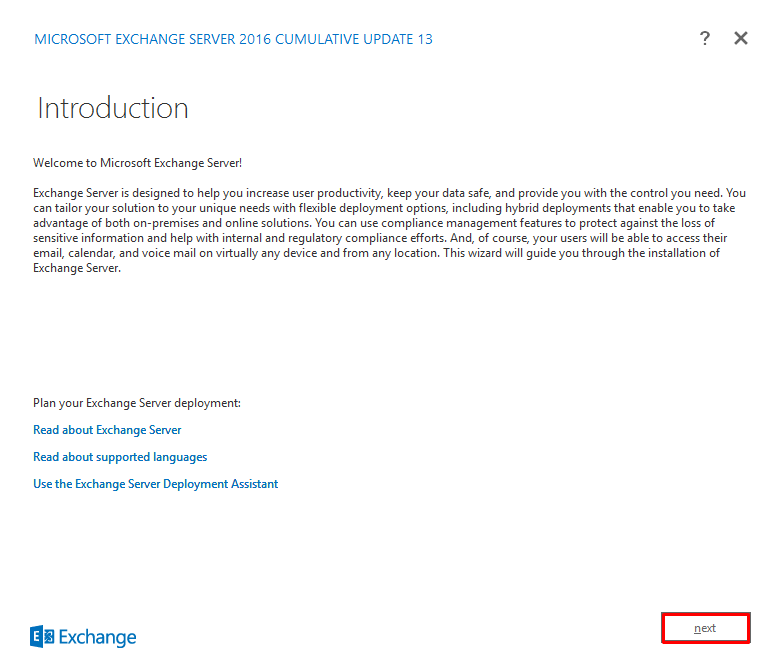 MICROSOFT EXCHANGE SERVER 2016 CUMULATIVE UPDATE 13
?
Introduction
Welcome to Microsoft Exchange Server!
Exchange Server is designed to help you increase user productivity, keep your data safe, and provide you with the control you need. You
can tailor your solution to your unique needs with flexible deployment options, including hybrid deployments that enable you to take
advantage of both on-premises and online solutions. You can use compliance management features to protect against the loss of
sensitive information and help with internal and regulatory compliance efforts. And, of course, your users will be able to access their
email, calendar, and voice mail on virtually any device and from any location. This wizard will guide you through the installation of
Exchange Server.
Plan your Exchange Server deployment:
Read about Exchange Server
Read about supported languages
Use the Exchange Server Deployment Assistant
Exchange
next